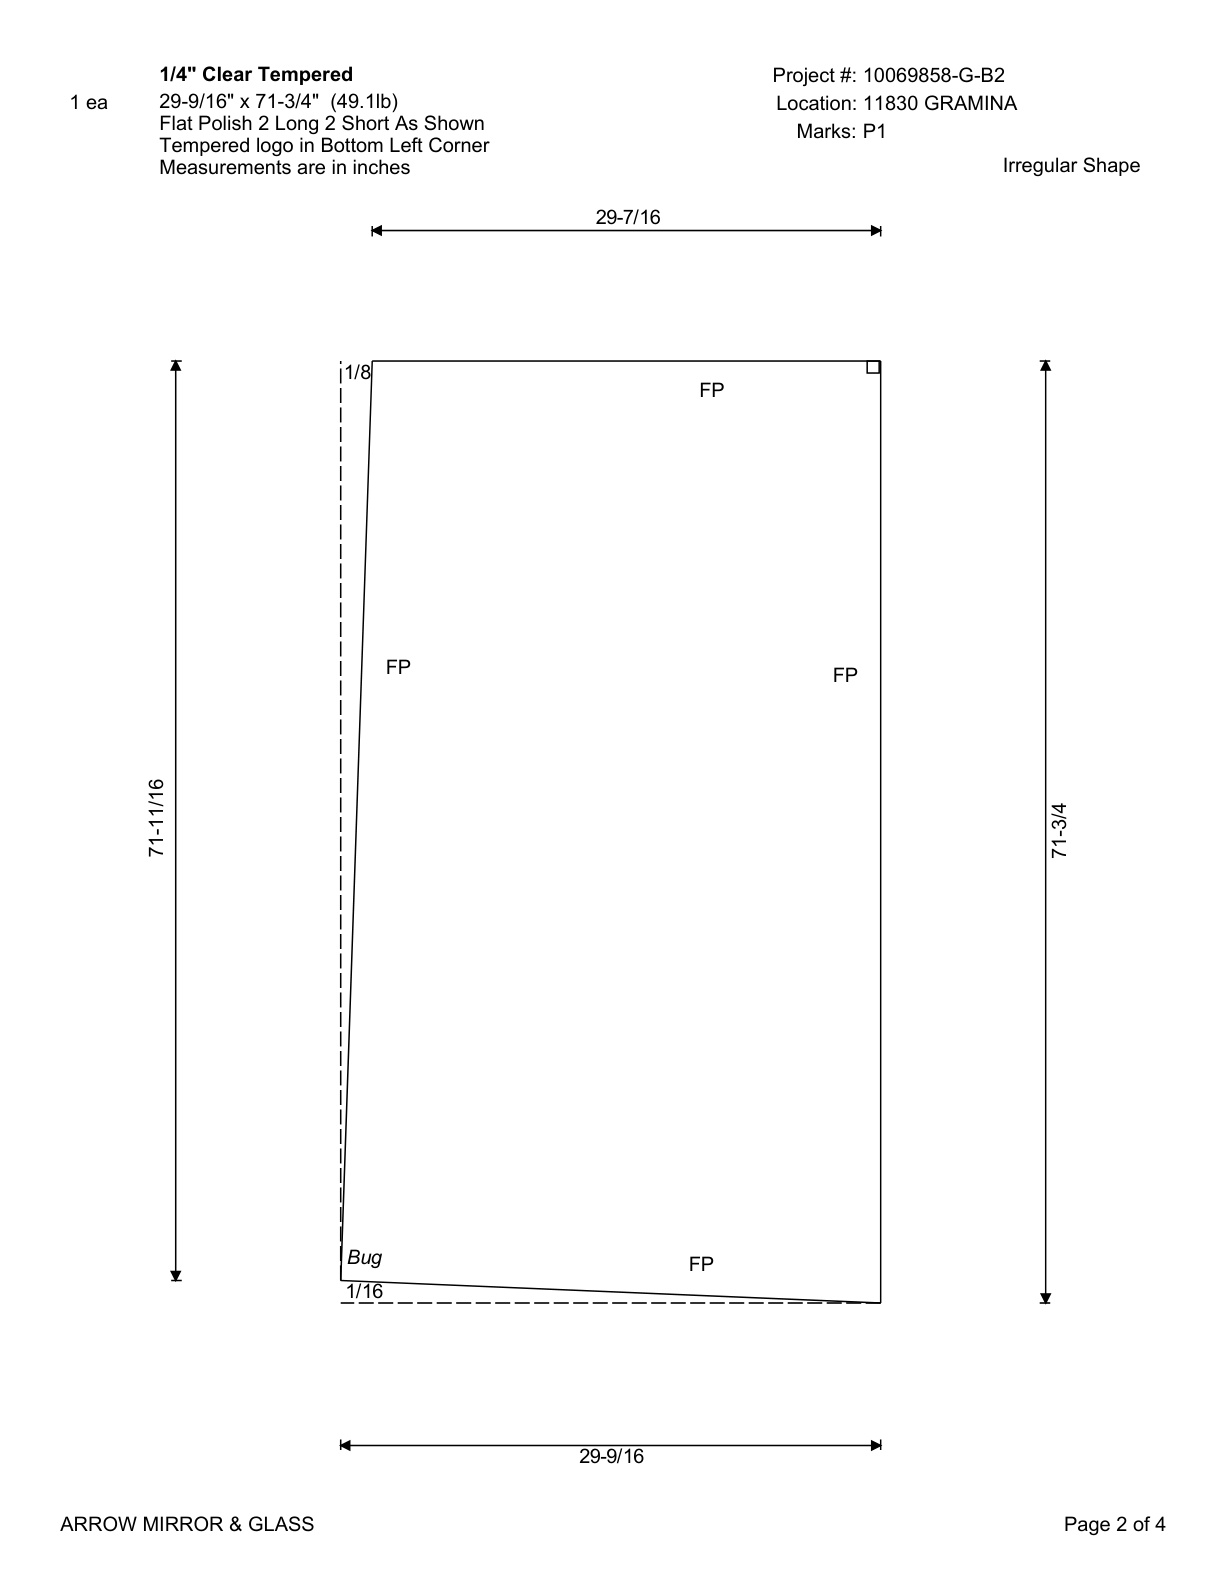 1/4" Clear Tempered
1 ea
29-9/16" x 71-3/4"  (49.1lb)
Flat Polish 2 Long 2 Short As Shown
Tempered logo in Bottom Left Corner
Measurements are in inches
Project #: 10069858-G-B2
Location: 11830 GRAMINA
Marks: P1
Irregular Shape
29-7/16
1/8
FP
FP
FP
71-11/16
71-3/4
Bug
FP
1/16
29-9/16
ARROW MIRROR & GLASS
Page 2 of 4